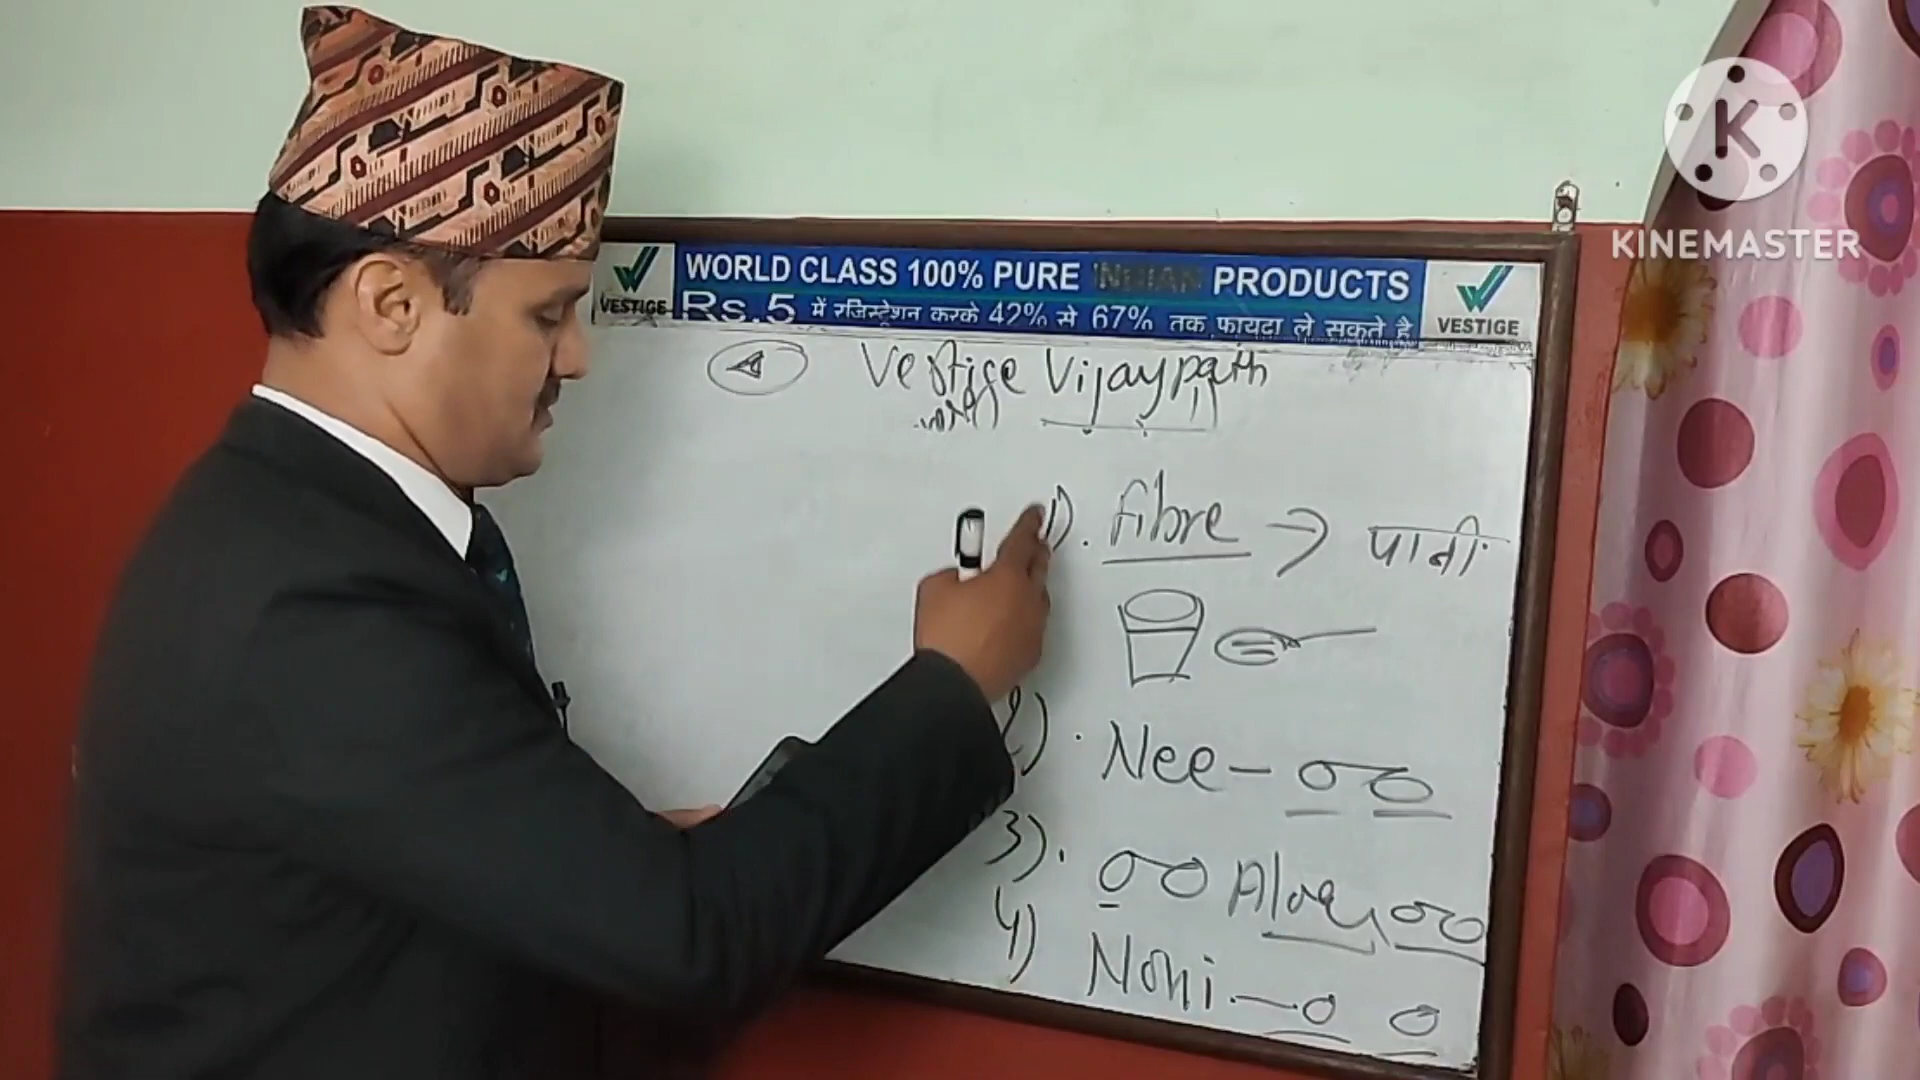 K
KINEMASTER
VESTIGE
WORLD CLASS 100% PURE INDIAN PRODUCTS
Rs.5 में रजिस्ट्रेशन करके 42% से 67% तक फायदा ले सकते है
VESTIGE
A Vestige Vijaypath
1). Fibre → पानी
2). Nee-
3). Aloe
4) Noni -